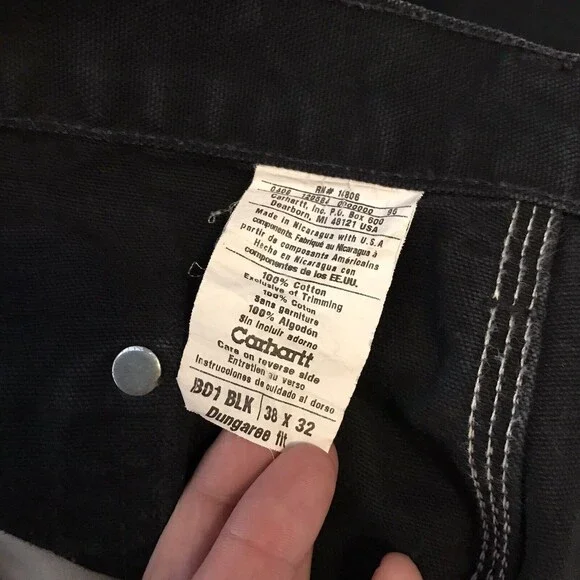 RN# 14806
Carhartt, Inc. P.O. Box 600
Dearborn, MI 48121 USA
Made in Nicaragua with U.S.A
components. Fabriqué au Nicaragua à
partir de composants Américains
Hecho en Nicaragua con
componentes de los EE.UU.
100% Cotton
Exclusive of Trimming
100% Coton
Sans garniture
100% Algodón
Sin incluir adorno
Carhartt
Care on reverse side
Entretien au verso
Instrucciones de cuidado al dorso
BD1 BLK 38 X 32
Dungaree fit